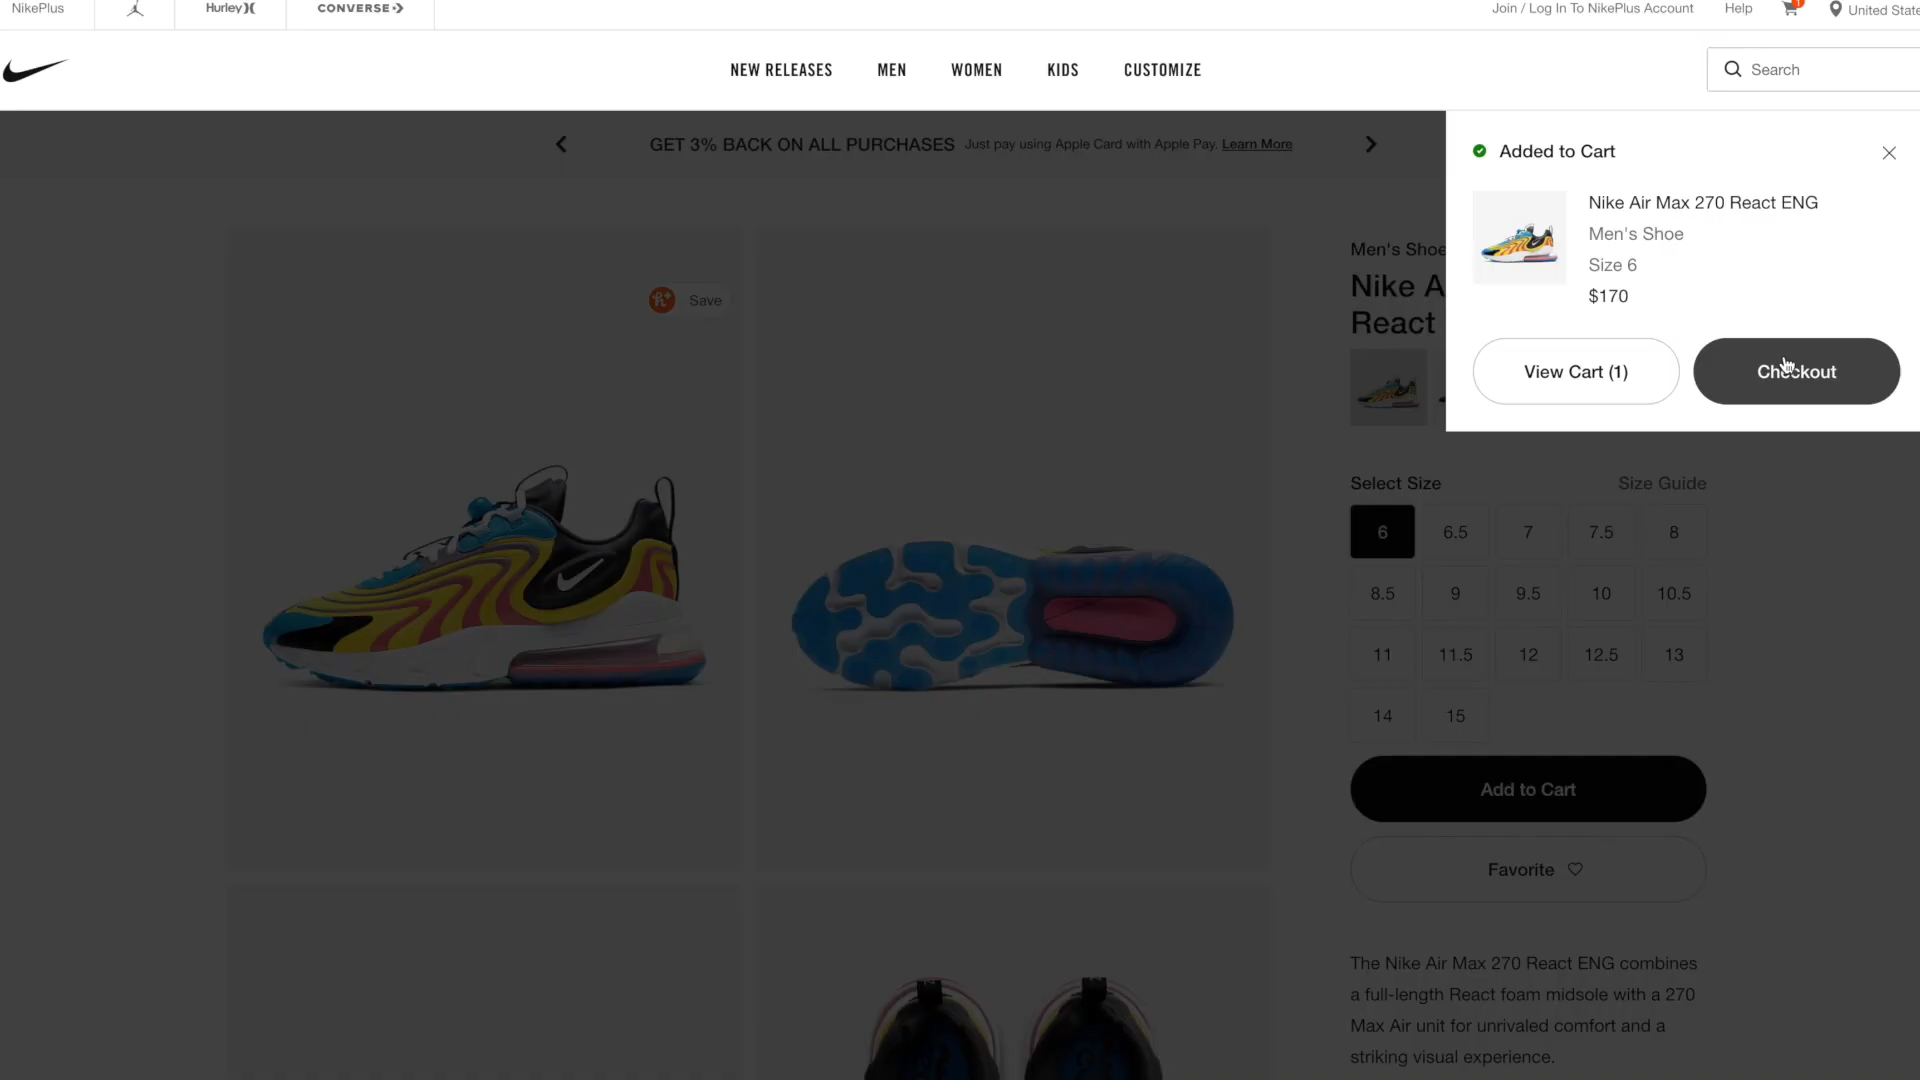 NikePlus
Hurley
CONVERSE
Join / Log In To NikePlus Account
Help
1
United State
NEW RELEASES
MEN
WOMEN
KIDS
CUSTOMIZE
Search
GET 3% BACK ON ALL PURCHASES Just pay using Apple Card with Apple Pay. Learn More
Added to Cart
Nike Air Max 270 React ENG
Men's Shoe
Size 6
$170
View Cart (1)
Checkout
Save
Men's Shoe
Nike A
React
Select Size
Size Guide
6 6.5 7 7.5 8
8.5 9 9.5 10 10.5
11 11.5 12 12.5 13
14 15
Add to Cart
Favorite
The Nike Air Max 270 React ENG combines
a full-length React foam midsole with a 270
Max Air unit for unrivaled comfort and a
striking visual experience.